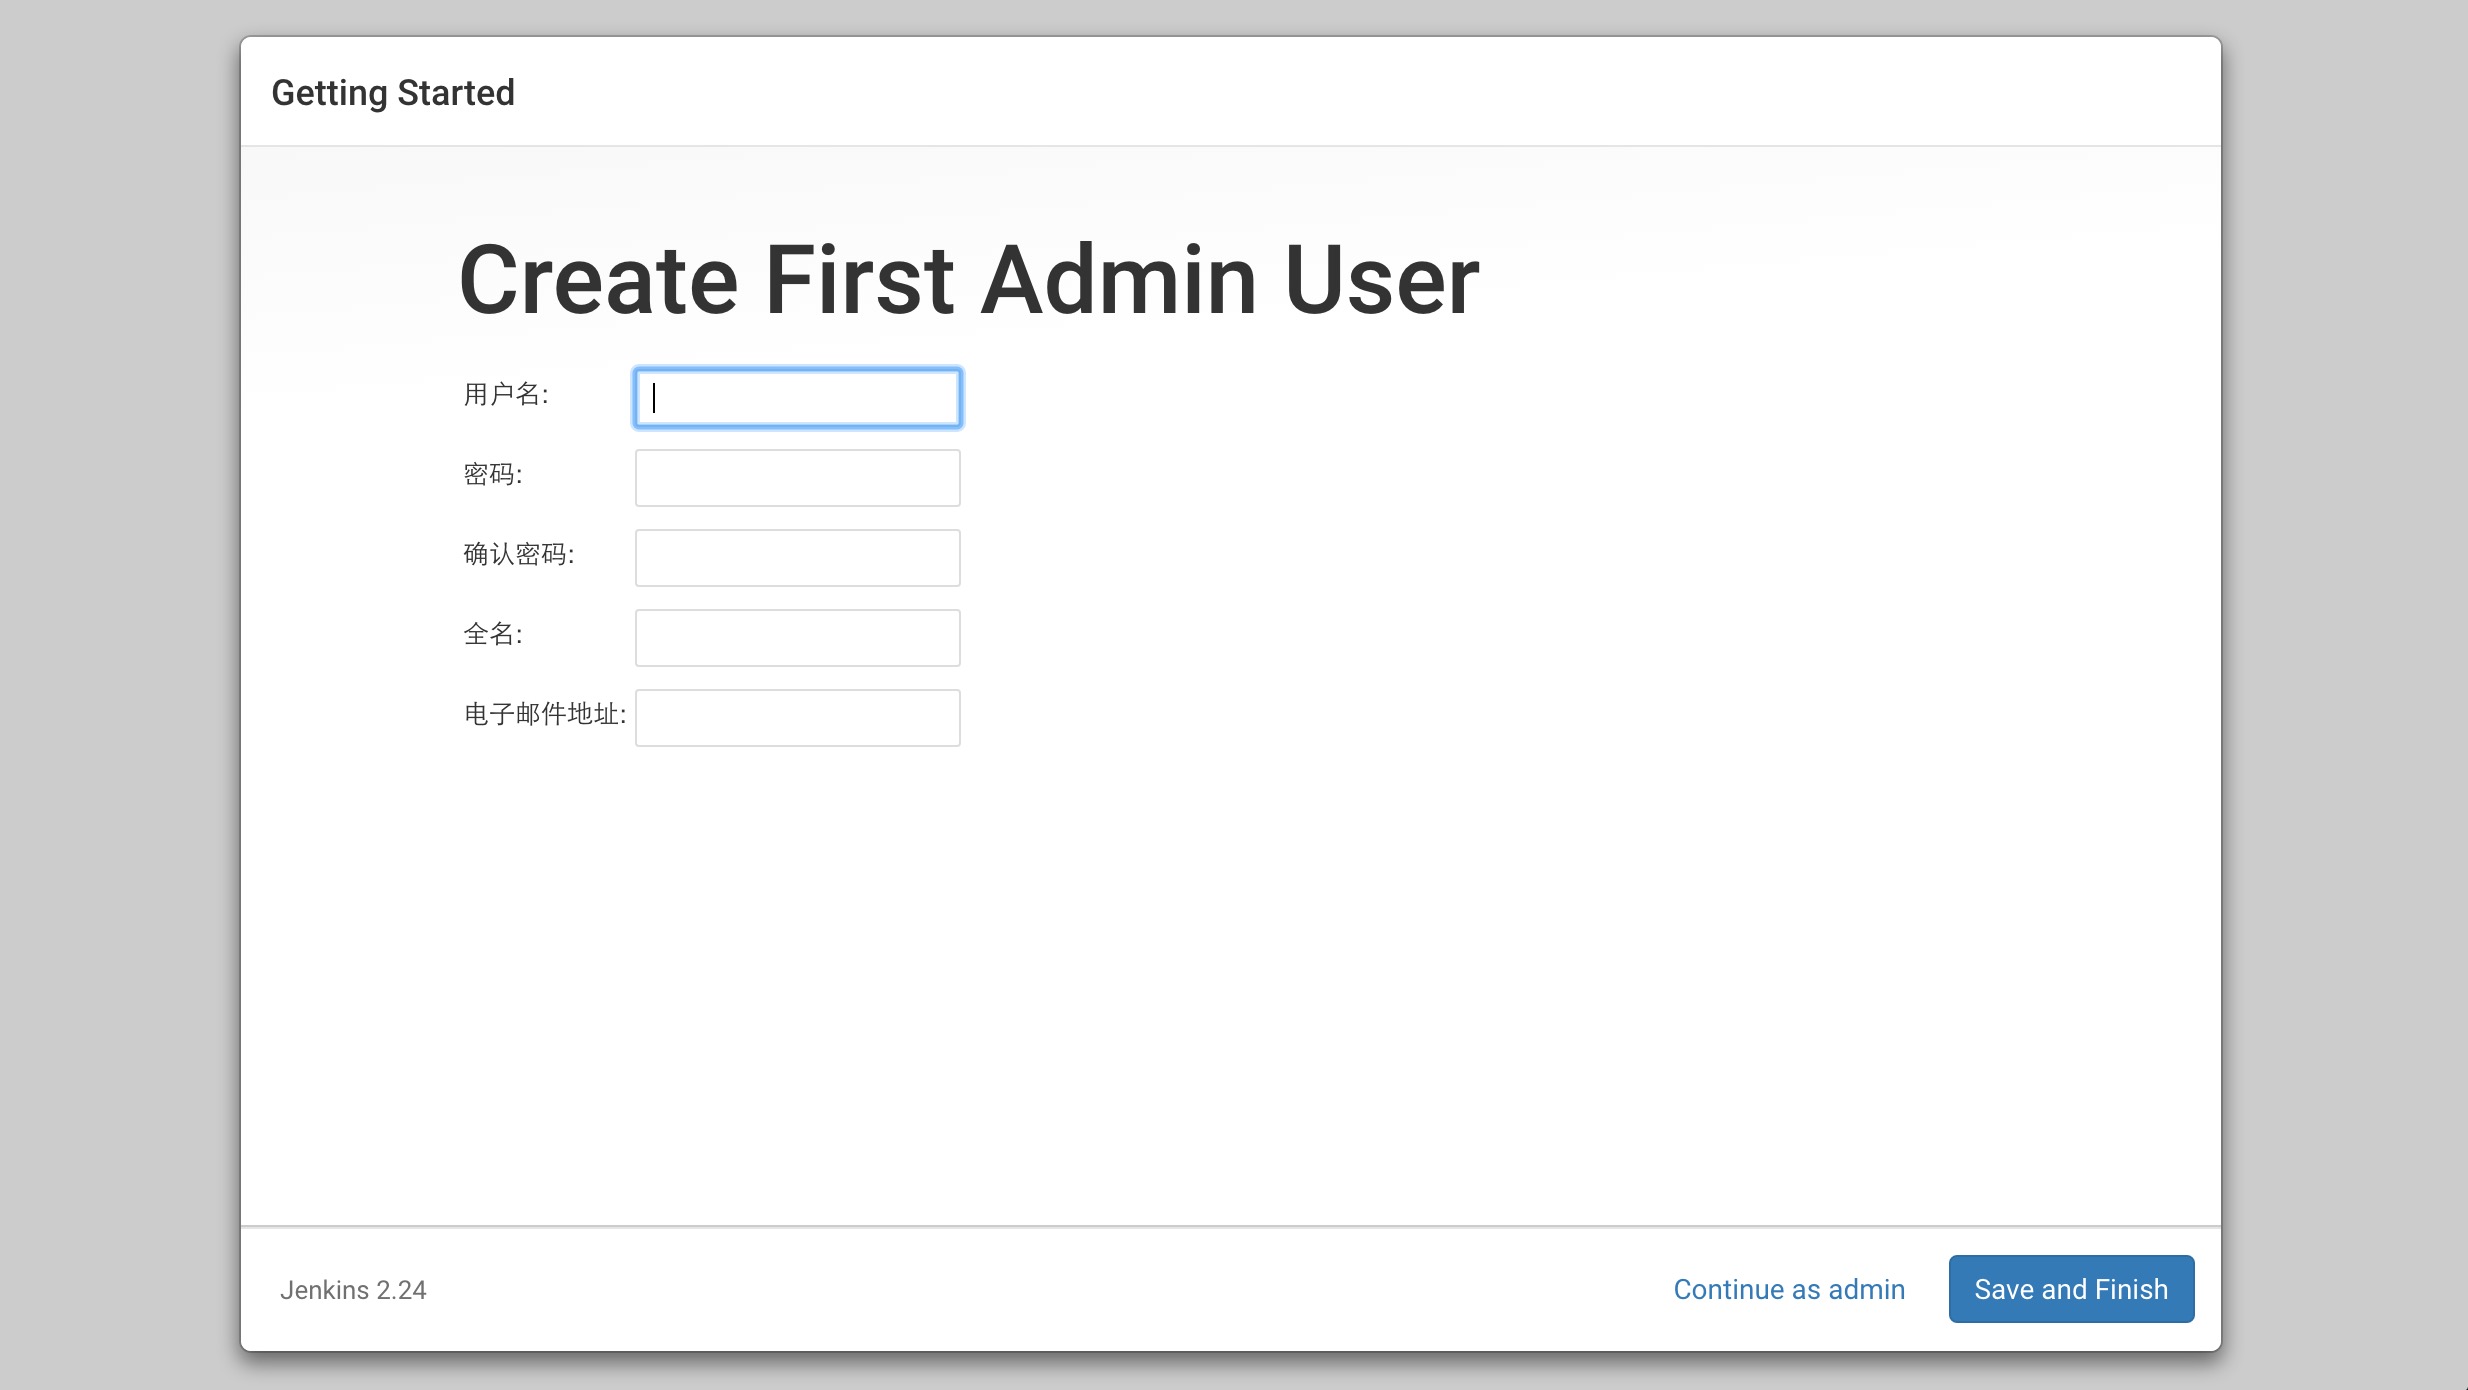 Getting Started
Create First Admin User
用户名:
密码:
确认密码:
全名:
电子邮件地址:
Jenkins 2.24
Continue as admin
Save and Finish